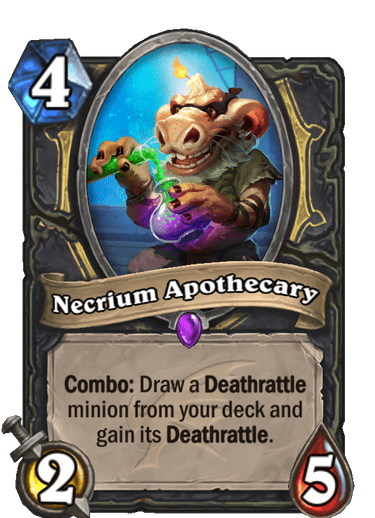 4
Necrium Apothecary
Combo: Draw a Deathrattle
minion from your deck and
gain its Deathrattle.
2
5